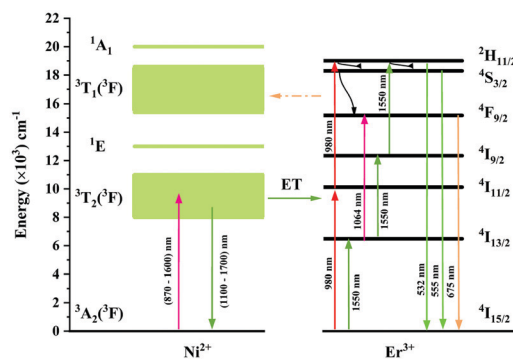 Energy (×10³) cm⁻¹
22
20
18
16
14
12
10
8
6
4
2
0
¹A₁
³T₁(³F)
¹E
³T₂(³F)
³A₂(³F)
(870 - 1600) nm
(1100 - 1700) nm
Ni²⁺
ET
980 nm
980 nm
1550 nm
1064 nm
1550 nm
1550 nm
532 nm
555 nm
675 nm
²H₁₁/₂
⁴S₃/₂
⁴F₉/₂
⁴I₉/₂
⁴I₁₁/₂
⁴I₁₃/₂
⁴I₁₅/₂
Er³⁺